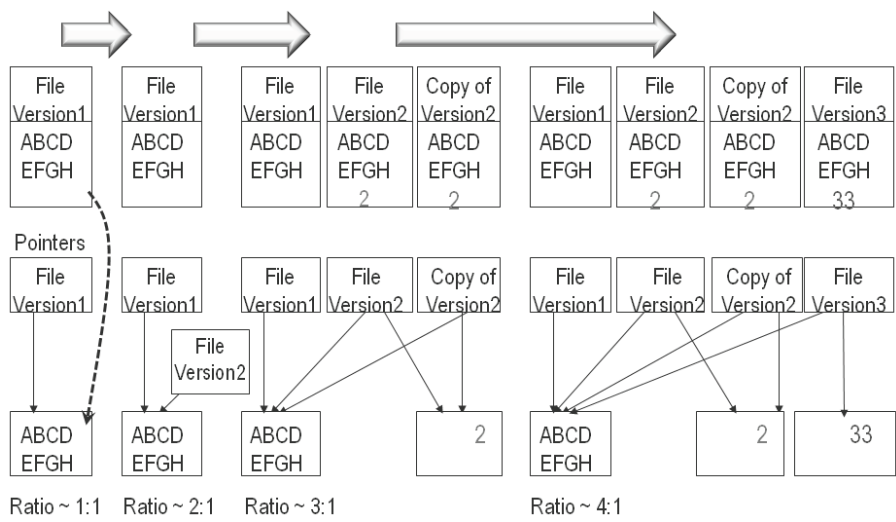 File File File File Copy of File File Copy of File
Version1 Version1 Version1 Version2 Version2 Version1 Version2 Version2 Version3
ABCD ABCD ABCD ABCD ABCD ABCD ABCD ABCD ABCD
EFGH EFGH EFGH EFGH EFGH EFGH EFGH EFGH EFGH
2 2 2 2 33
Pointers
File File File File Copy of File File Copy of File
Version1 Version1 Version1 Version2 Version2 Version1 Version2 Version2 Version3
File
Version2
ABCD ABCD ABCD 2 ABCD 2 33
EFGH EFGH EFGH EFGH
Ratio ~ 1:1 Ratio ~ 2:1 Ratio ~ 3:1 Ratio ~ 4:1